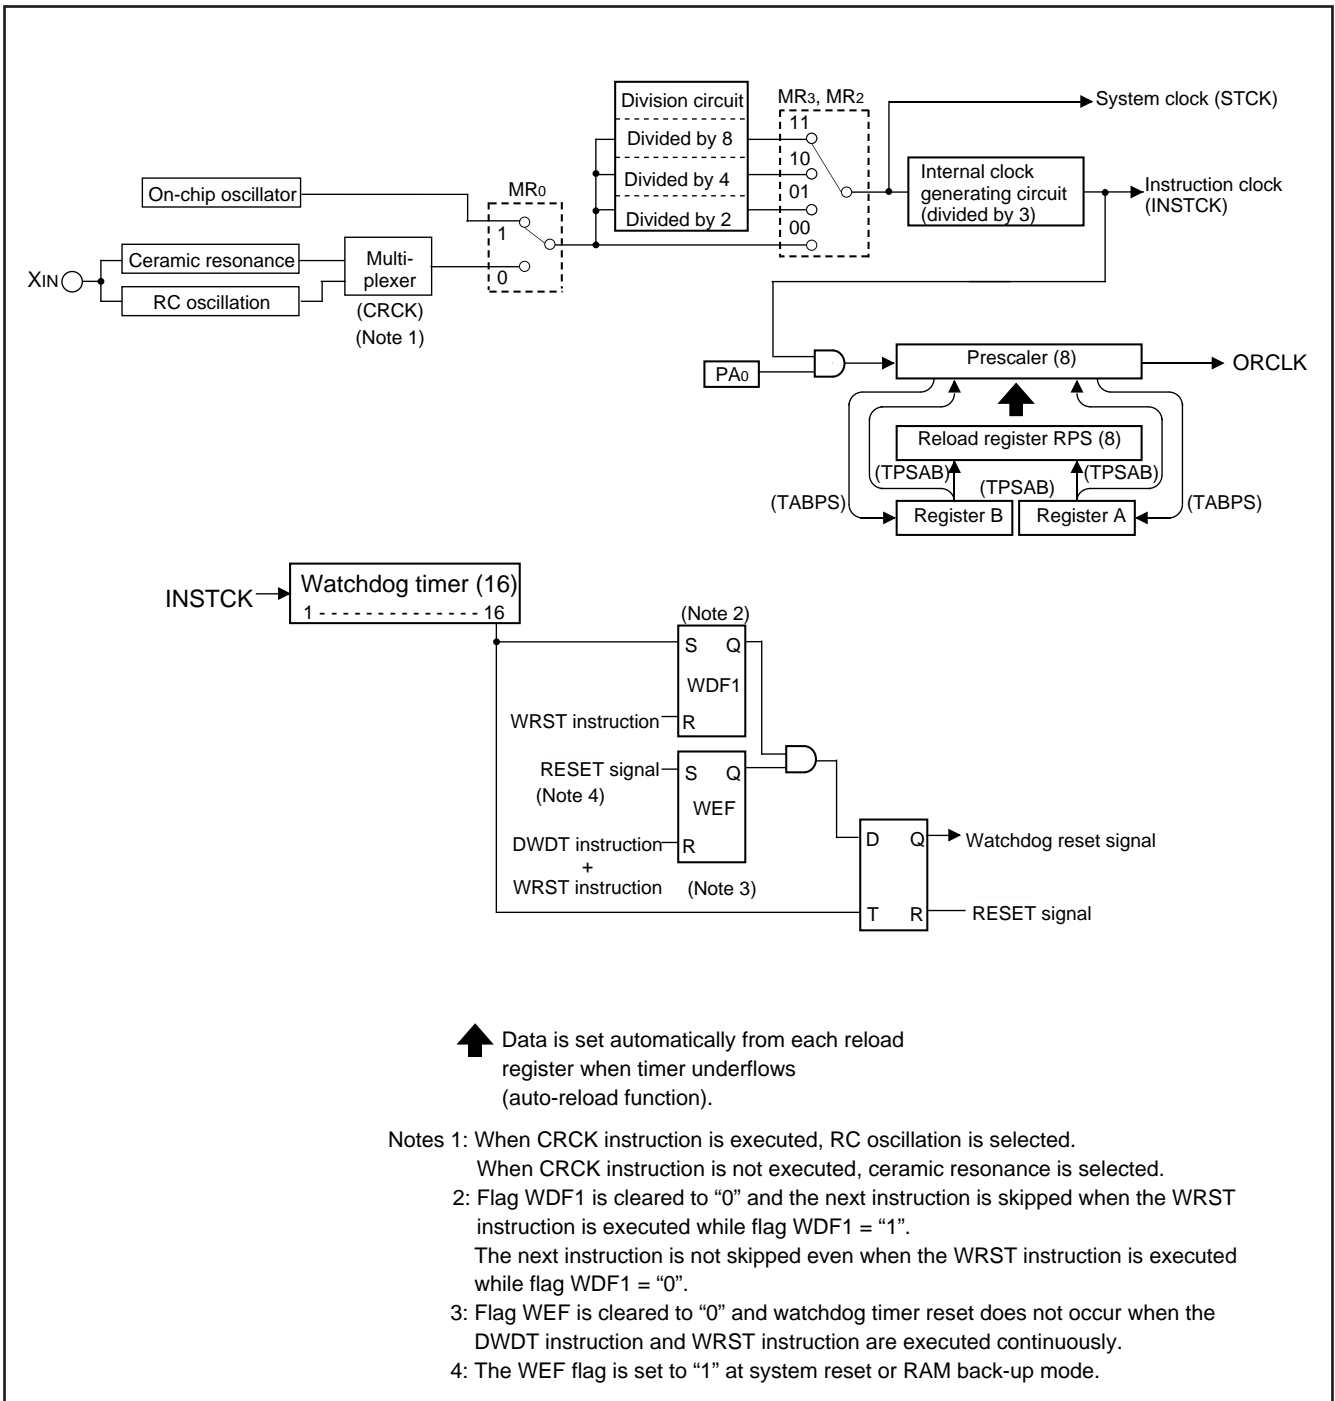 Division circuit
MR3, MR2
System clock (STCK)
11
Divided by 8
10
Divided by 4
01
Divided by 2
00
Internal clock
generating circuit
(divided by 3)
Instruction clock
(INSTCK)
On-chip oscillator
MR0
1
0
XIN
Ceramic resonance
RC oscillation
Multi-
plexer
(CRCK)
(Note 1)
PA0
Prescaler (8)
ORCLK
Reload register RPS (8)
(TPSAB)
(TPSAB)
(TPSAB)
(TABPS)
Register B
Register A
(TABPS)
INSTCK
Watchdog timer (16)
1 - - - - - - - - - - - - - - 16
(Note 2)
S Q
WDF1
WRST instruction
R
RESET signal
(Note 4)
S Q
WEF
DWDT instruction
+
WRST instruction
R
(Note 3)
D Q
Watchdog reset signal
T R
RESET signal
Data is set automatically from each reload
register when timer underflows
(auto-reload function).
Notes 1: When CRCK instruction is executed, RC oscillation is selected.
When CRCK instruction is not executed, ceramic resonance is selected.
2: Flag WDF1 is cleared to “0” and the next instruction is skipped when the WRST
instruction is executed while flag WDF1 = “1”.
The next instruction is not skipped even when the WRST instruction is executed
while flag WDF1 = “0”.
3: Flag WEF is cleared to “0” and watchdog timer reset does not occur when the
DWDT instruction and WRST instruction are executed continuously.
4: The WEF flag is set to “1” at system reset or RAM back-up mode.